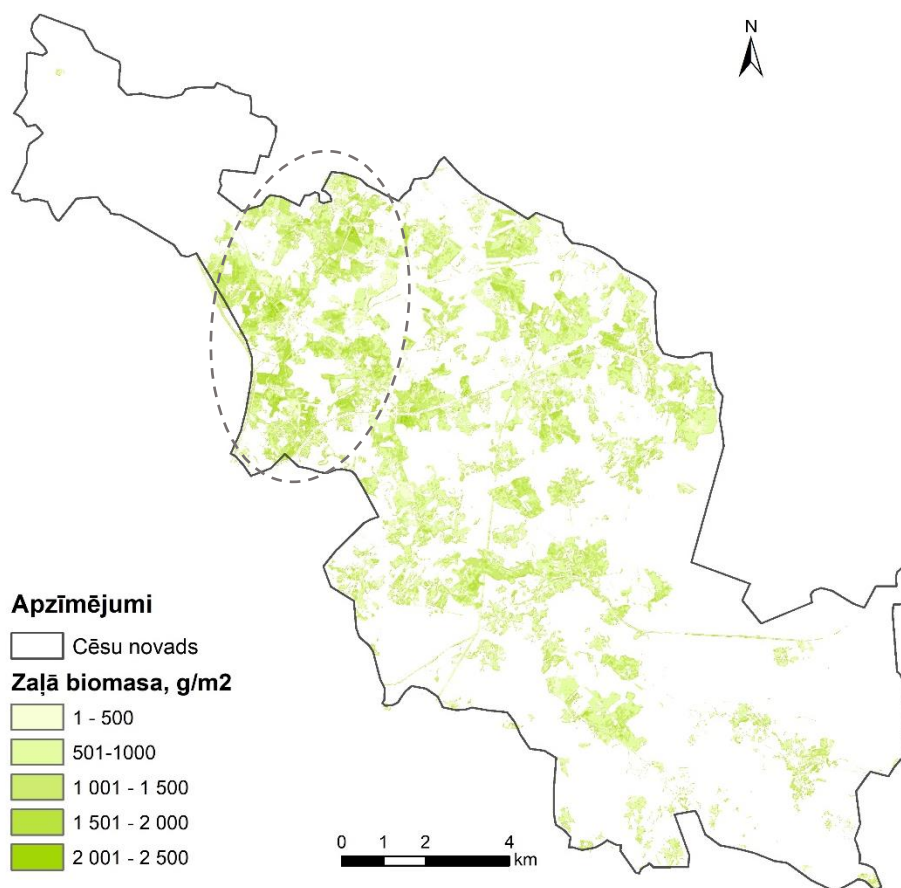 N
Apzīmējumi
Cēsu novads
Zaļā biomasa, g/m2
1 - 500
501-1000
1 001 - 1 500
1 501 - 2 000
2 001 - 2 500
0 1 2 4
km